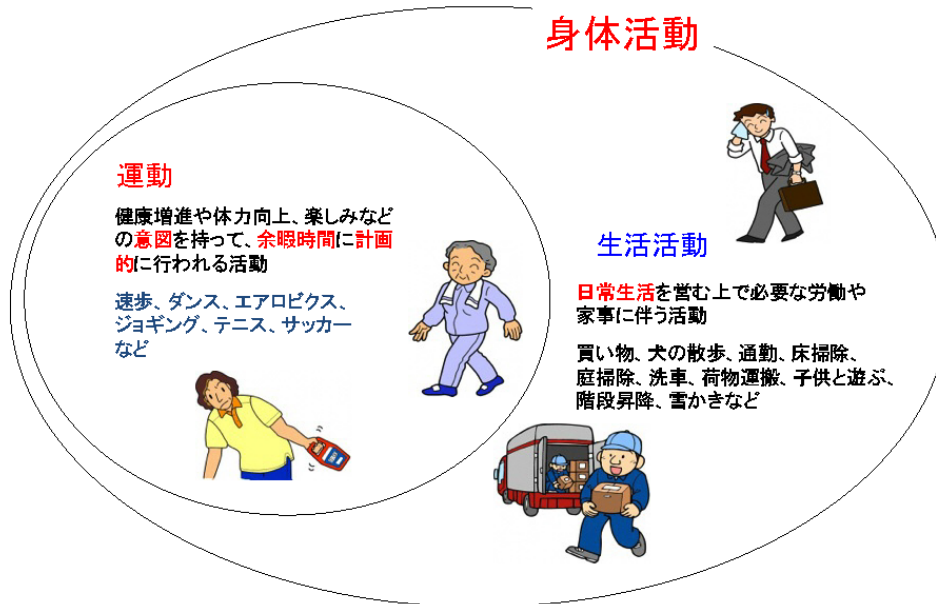 身体活動
運動
健康増進や体力向上、楽しみなど
の意図を持って、余暇時間に計画
的に行われる活動
速歩、ダンス、エアロビクス、
ジョギング、テニス、サッカー
など
生活活動
日常生活を営む上で必要な労働や
家事に伴う活動
買い物、犬の散歩、通勤、床掃除、
庭掃除、洗車、荷物運搬、子供と遊ぶ、
階段昇降、雪かきなど